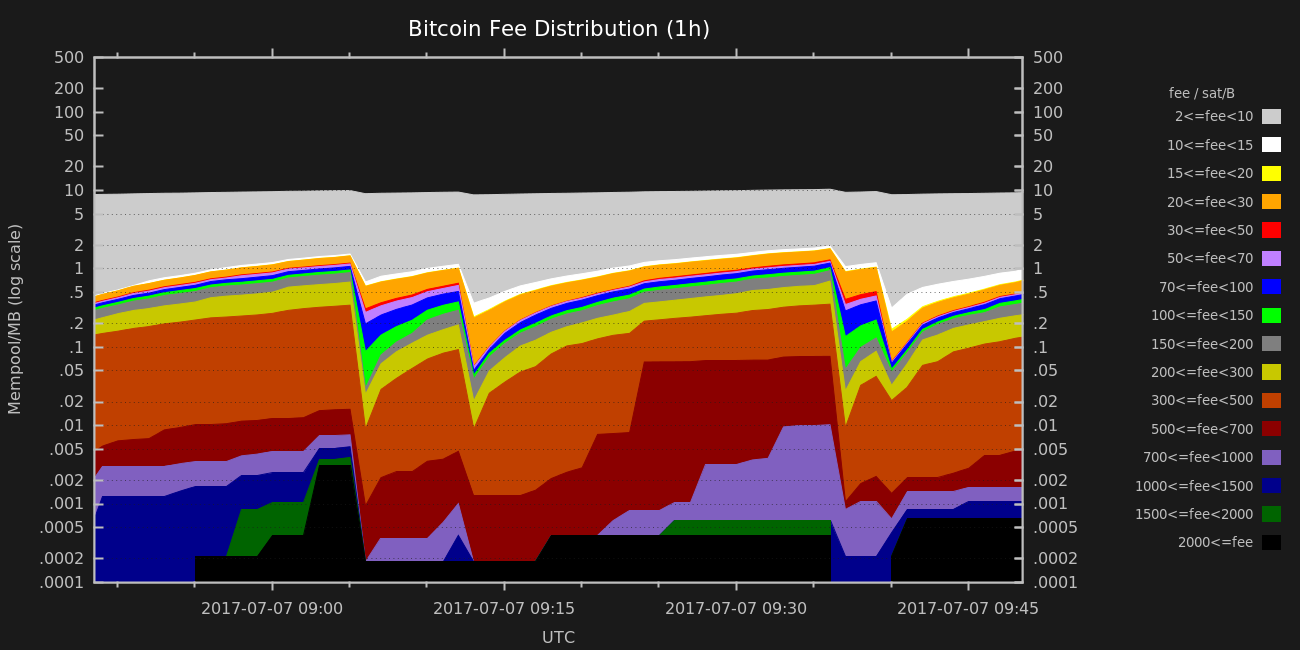 Bitcoin Fee Distribution (1h)
Mempool/MB (log scale)
500
200
100
50
20
10
5
2
1
.5
.2
.1
.05
.02
.01
.005
.002
.001
.0005
.0002
.0001
500
200
100
50
20
10
5
2
1
.5
.2
.1
.05
.02
.01
.005
.002
.001
.0005
.0002
.0001
2017-07-07 09:00
2017-07-07 09:15
2017-07-07 09:30
2017-07-07 09:45
UTC
fee / sat/B
2<=fee<10
10<=fee<15
15<=fee<20
20<=fee<30
30<=fee<50
50<=fee<70
70<=fee<100
100<=fee<150
150<=fee<200
200<=fee<300
300<=fee<500
500<=fee<700
700<=fee<1000
1000<=fee<1500
1500<=fee<2000
2000<=fee